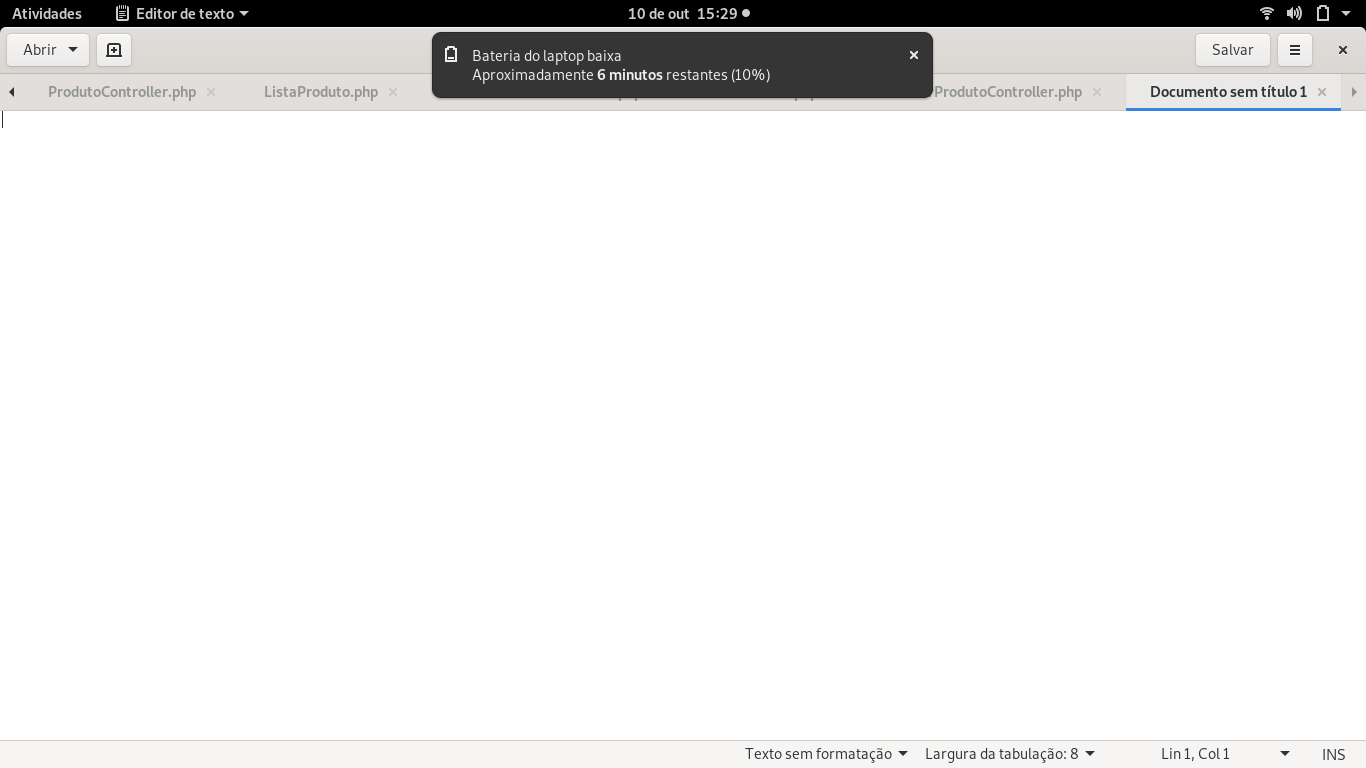 Atividades
Editor de texto
10 de out 15:29
Abrir
Bateria do laptop baixa
Aproximadamente 6 minutos restantes (10%)
Salvar
ProdutoController.php
ListaProduto.php
ProdutoController.php
Documento sem título 1
Texto sem formatação
Largura da tabulação: 8
Lin 1, Col 1
INS